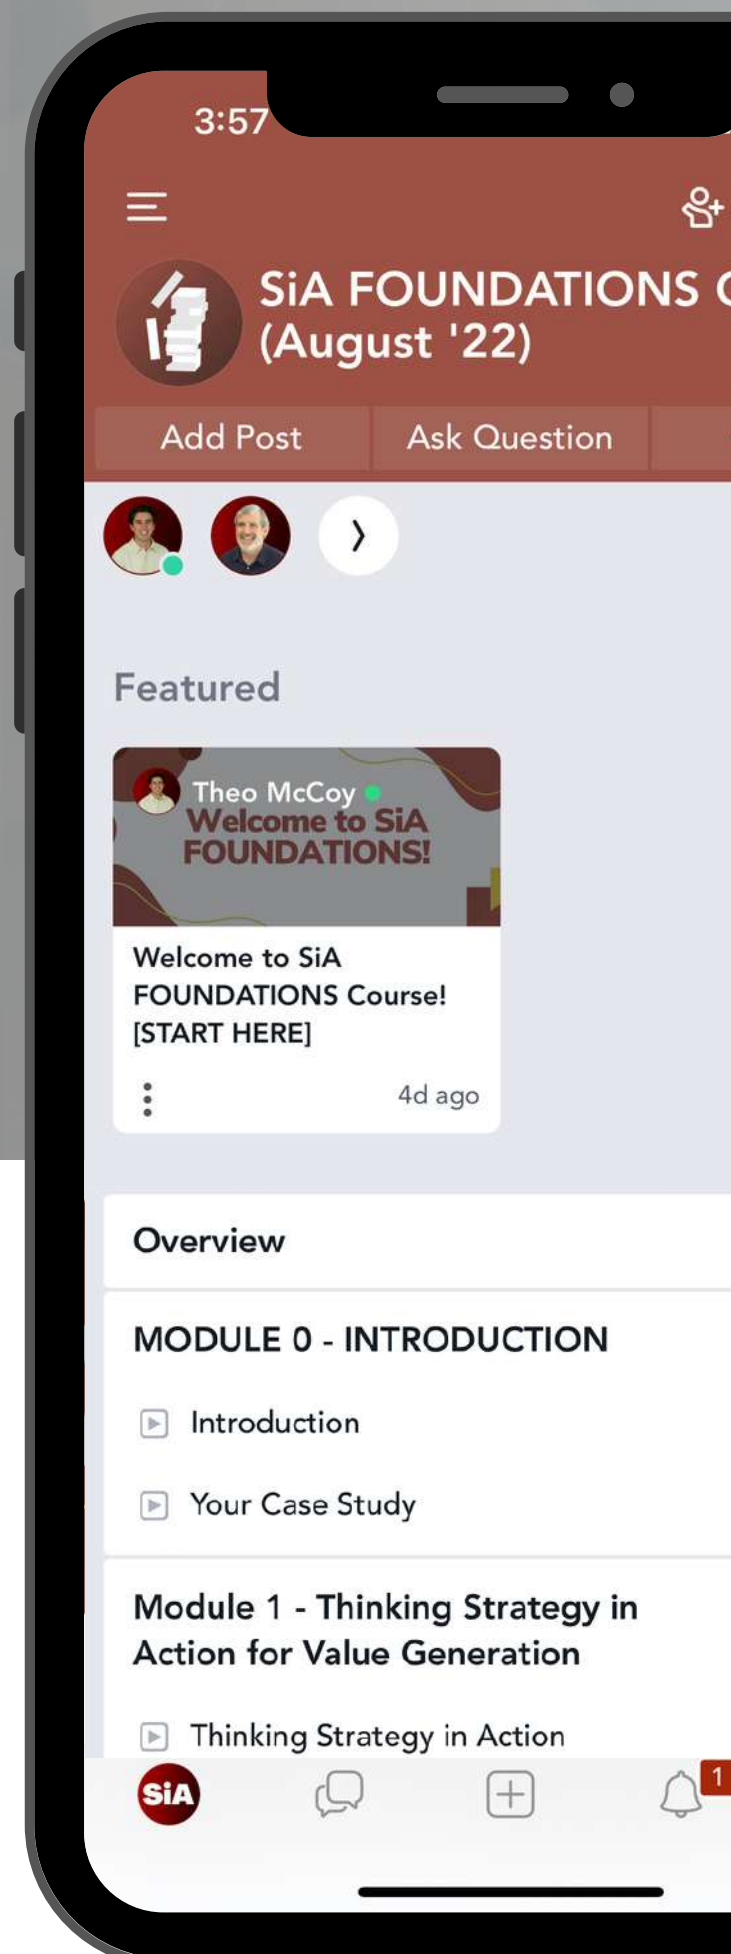 3:57
SiA FOUNDATIONS
(August '22)
Add Post
Ask Question
Featured
Theo McCoy
Welcome to SiA
FOUNDATIONS!
Welcome to SiA
FOUNDATIONS Course!
[START HERE]
4d ago
Overview
MODULE 0 - INTRODUCTION
Introduction
Your Case Study
Module 1 - Thinking Strategy in
Action for Value Generation
Thinking Strategy in Action
SiA
1